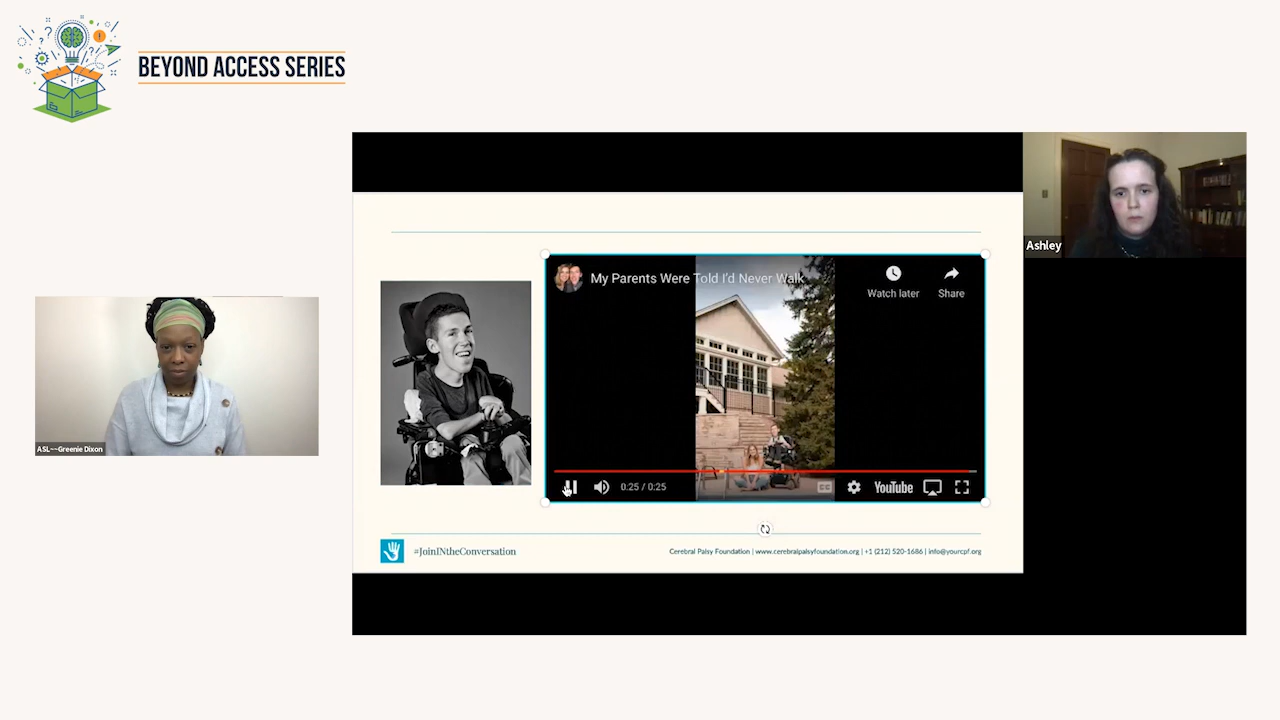 BEYOND ACCESS SERIES
Ashley
My Parents Were Told I'd Never Walk
Watch later
Share
ASL~~Greenie Dixon
0:25 / 0:25
CC
YouTube
#JoinINtheConversation
Cerebral Palsy Foundation | www.cerebralpalsyfoundation.org | +1 (212) 520-1686 | info@yourcpf.org